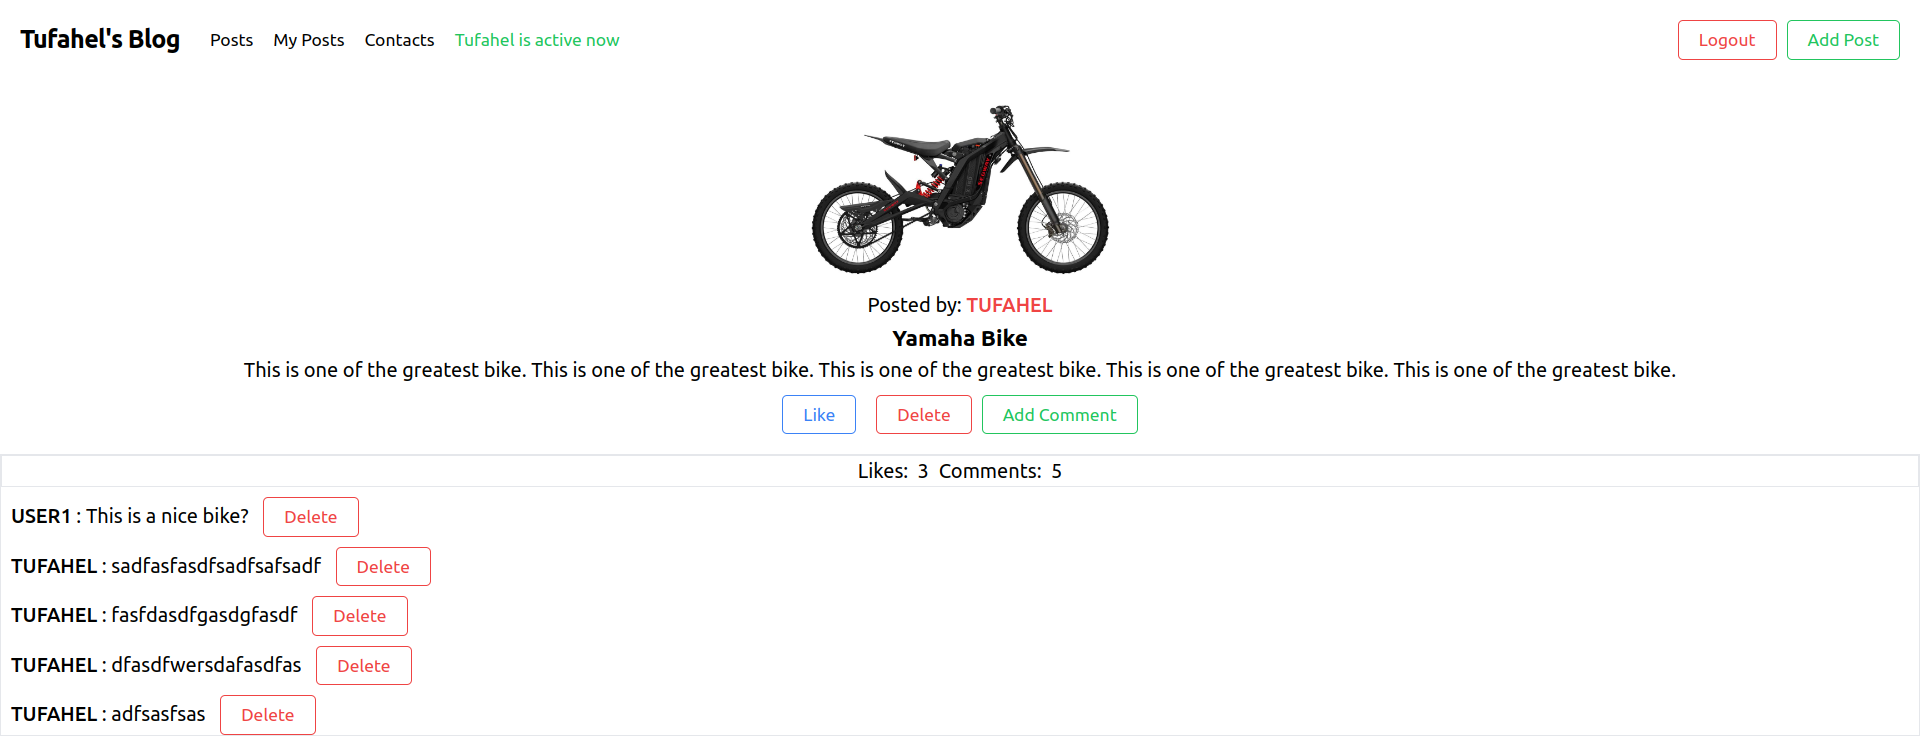 Tufahel's Blog Posts My Posts Contacts Tufahel is active now Logout Add Post
Posted by: TUFAHEL
Yamaha Bike
This is one of the greatest bike. This is one of the greatest bike. This is one of the greatest bike. This is one of the greatest bike. This is one of the greatest bike.
Like Delete Add Comment
Likes: 3 Comments: 5
USER1 : This is a nice bike? Delete
TUFAHEL : sadfasfasdfsadfsafsadf Delete
TUFAHEL : fasfdasdfgasdgfasdf Delete
TUFAHEL : dfasdfwersdafasdfas Delete
TUFAHEL : adfsasfsas Delete